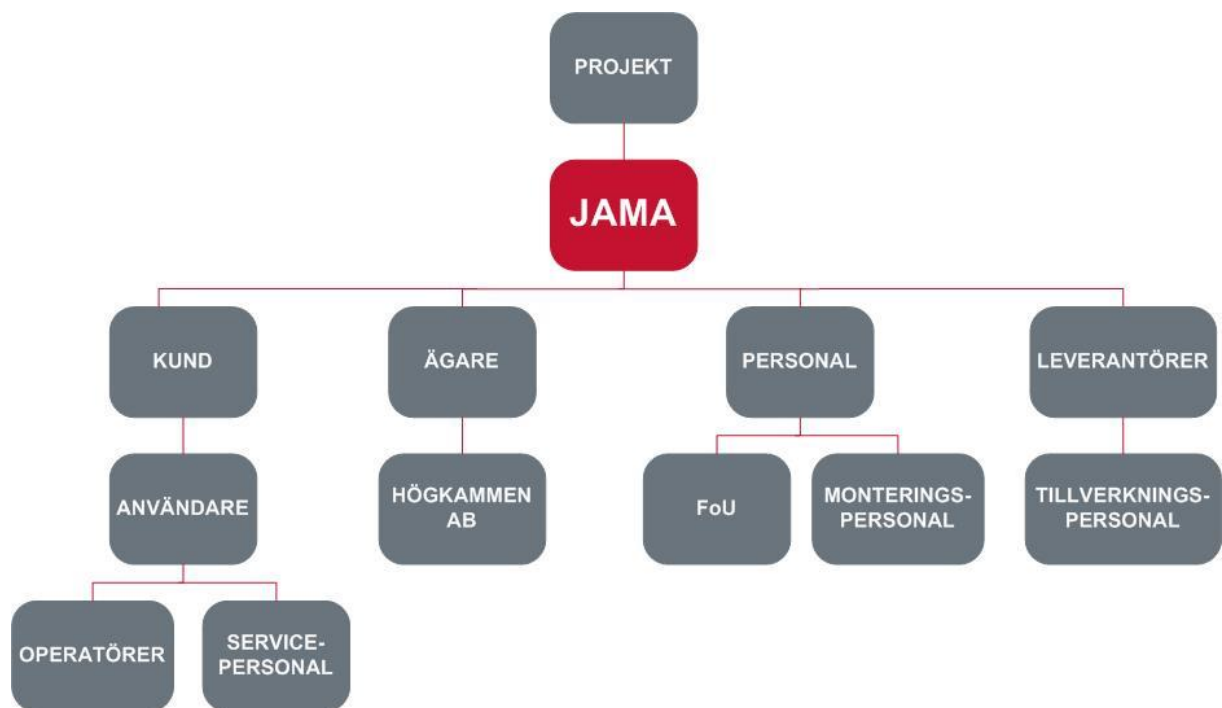 PROJEKT
JAMA
KUND
ÄGARE
PERSONAL
LEVERANTÖRER
ANVÄNDARE
HÖGKAMMEN
AB
FoU
MONTERINGS-
PERSONAL
TILLVERKNINGS-
PERSONAL
OPERATÖRER
SERVICE-
PERSONAL